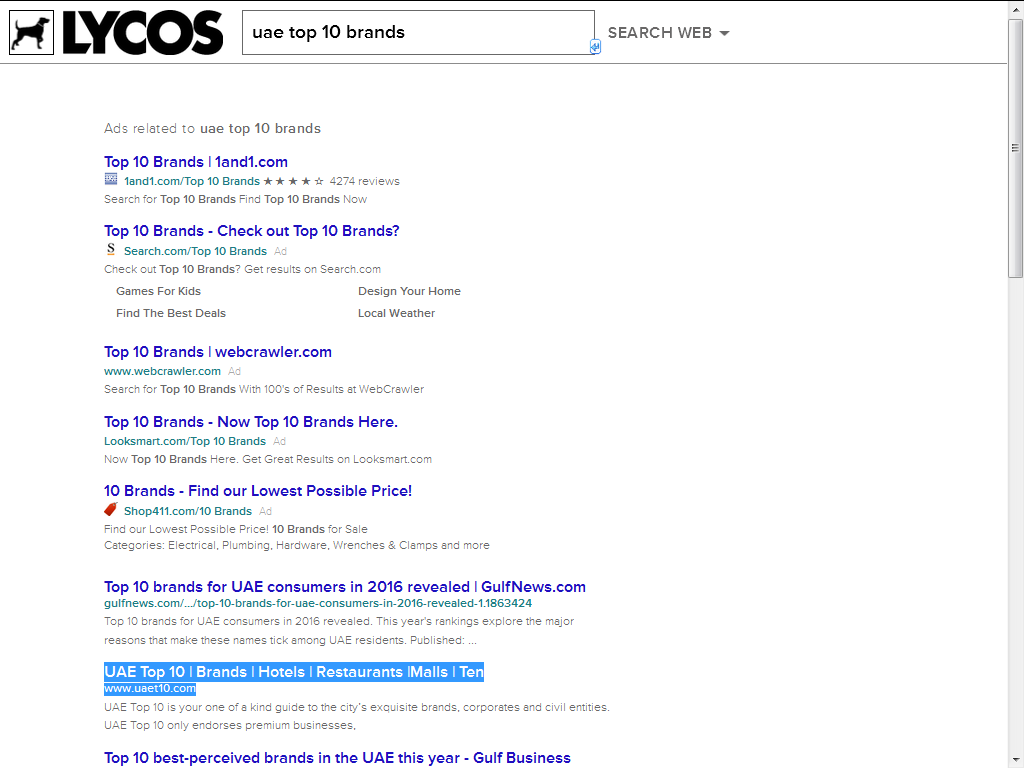 LYCOS
uae top 10 brands
SEARCH WEB
Ads related to uae top 10 brands
Top 10 Brands | 1and1.com
1and1.com/Top 10 Brands ★ ★ ★ ★ ☆ 4274 reviews
Search for Top 10 Brands Find Top 10 Brands Now
Top 10 Brands - Check out Top 10 Brands?
S Search.com/Top 10 Brands Ad
Check out Top 10 Brands? Get results on Search.com
Games For Kids Design Your Home
Find The Best Deals Local Weather
Top 10 Brands | webcrawler.com
www.webcrawler.com Ad
Search for Top 10 Brands With 100's of Results at WebCrawler
Top 10 Brands - Now Top 10 Brands Here.
Looksmart.com/Top 10 Brands Ad
Now Top 10 Brands Here. Get Great Results on Looksmart.com
10 Brands - Find our Lowest Possible Price!
Shop411.com/10 Brands Ad
Find our Lowest Possible Price! 10 Brands for Sale
Categories: Electrical, Plumbing, Hardware, Wrenches & Clamps and more
Top 10 brands for UAE consumers in 2016 revealed | GulfNews.com
gulfnews.com/.../top-10-brands-for-uae-consumers-in-2016-revealed-1.1863424
Top 10 brands for UAE consumers in 2016 revealed. This year's rankings explore the major
reasons that make these names tick among UAE residents. Published: ...
UAE Top 10 | Brands | Hotels | Restaurants |Malls | Ten
www.uaet10.com
UAE Top 10 is your one of a kind guide to the city’s exquisite brands, corporates and civil entities.
UAE Top 10 only endorses premium businesses,
Top 10 best-perceived brands in the UAE this year - Gulf Business